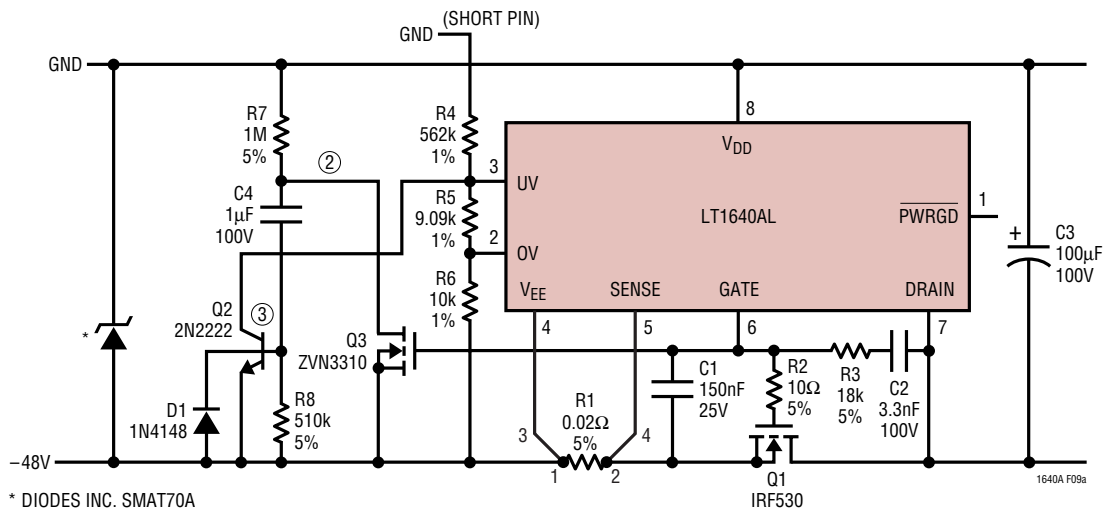 (SHORT PIN)
GND
GND
R7
1M
5%
②
C4
1µF
100V
R4
562k
1%
R5
9.09k
1%
R6
10k
1%
3
UV
2
OV
8
VDD
LT1640AL
PWRGD
1
VEE
SENSE
GATE
DRAIN
4
5
6
7
+
C3
100µF
100V
*
Q2
2N2222
③
Q3
ZVN3310
D1
1N4148
R8
510k
5%
R1
0.02Ω
5%
3
4
1
2
C1
150nF
25V
R2
10Ω
5%
R3
18k
5%
C2
3.3nF
100V
–48V
Q1
IRF530
1640A F09a
* DIODES INC. SMAT70A